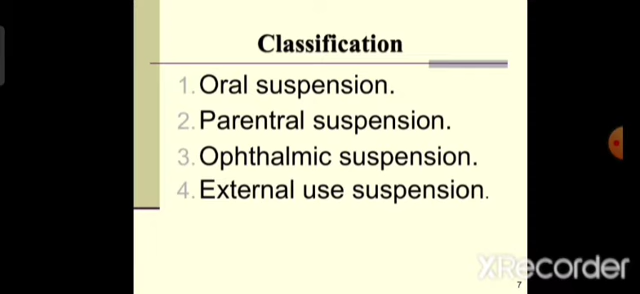 Classification
1. Oral suspension.
2. Parentral suspension.
3. Ophthalmic suspension.
4. External use suspension.
XRecorder
7